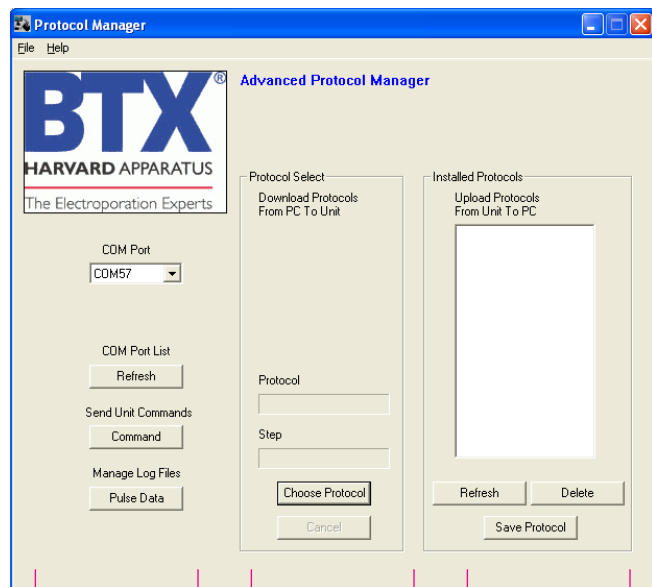 Protocol Manager
File Help
BTX®
HARVARD APPARATUS
The Electroporation Experts
Advanced Protocol Manager
COM Port
COM57
COM Port List
Refresh
Send Unit Commands
Command
Manage Log Files
Pulse Data
Protocol Select
Download Protocols
From PC To Unit
Protocol
Step
Choose Protocol
Cancel
Installed Protocols
Upload Protocols
From Unit To PC
Refresh Delete
Save Protocol